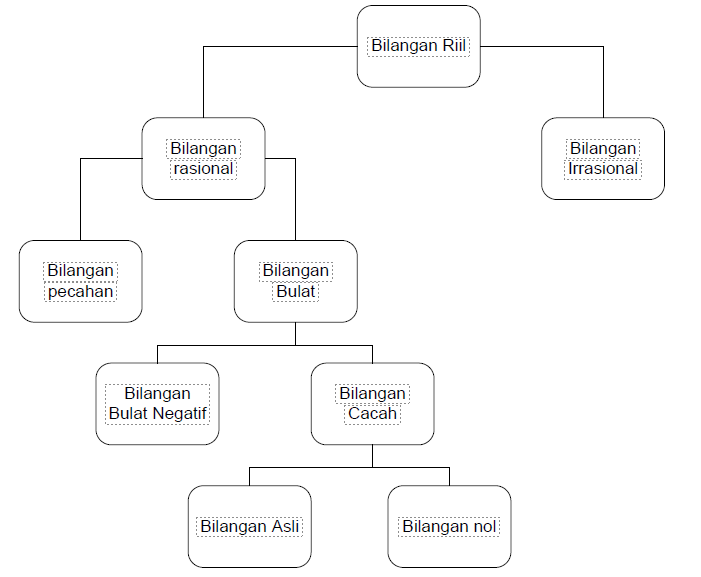 Bilangan Riil
Bilangan
rasional
Bilangan
Irrasional
Bilangan
pecahan
Bilangan
Bulat
Bilangan
Bulat Negatif
Bilangan
Cacah
Bilangan Asli
Bilangan nol